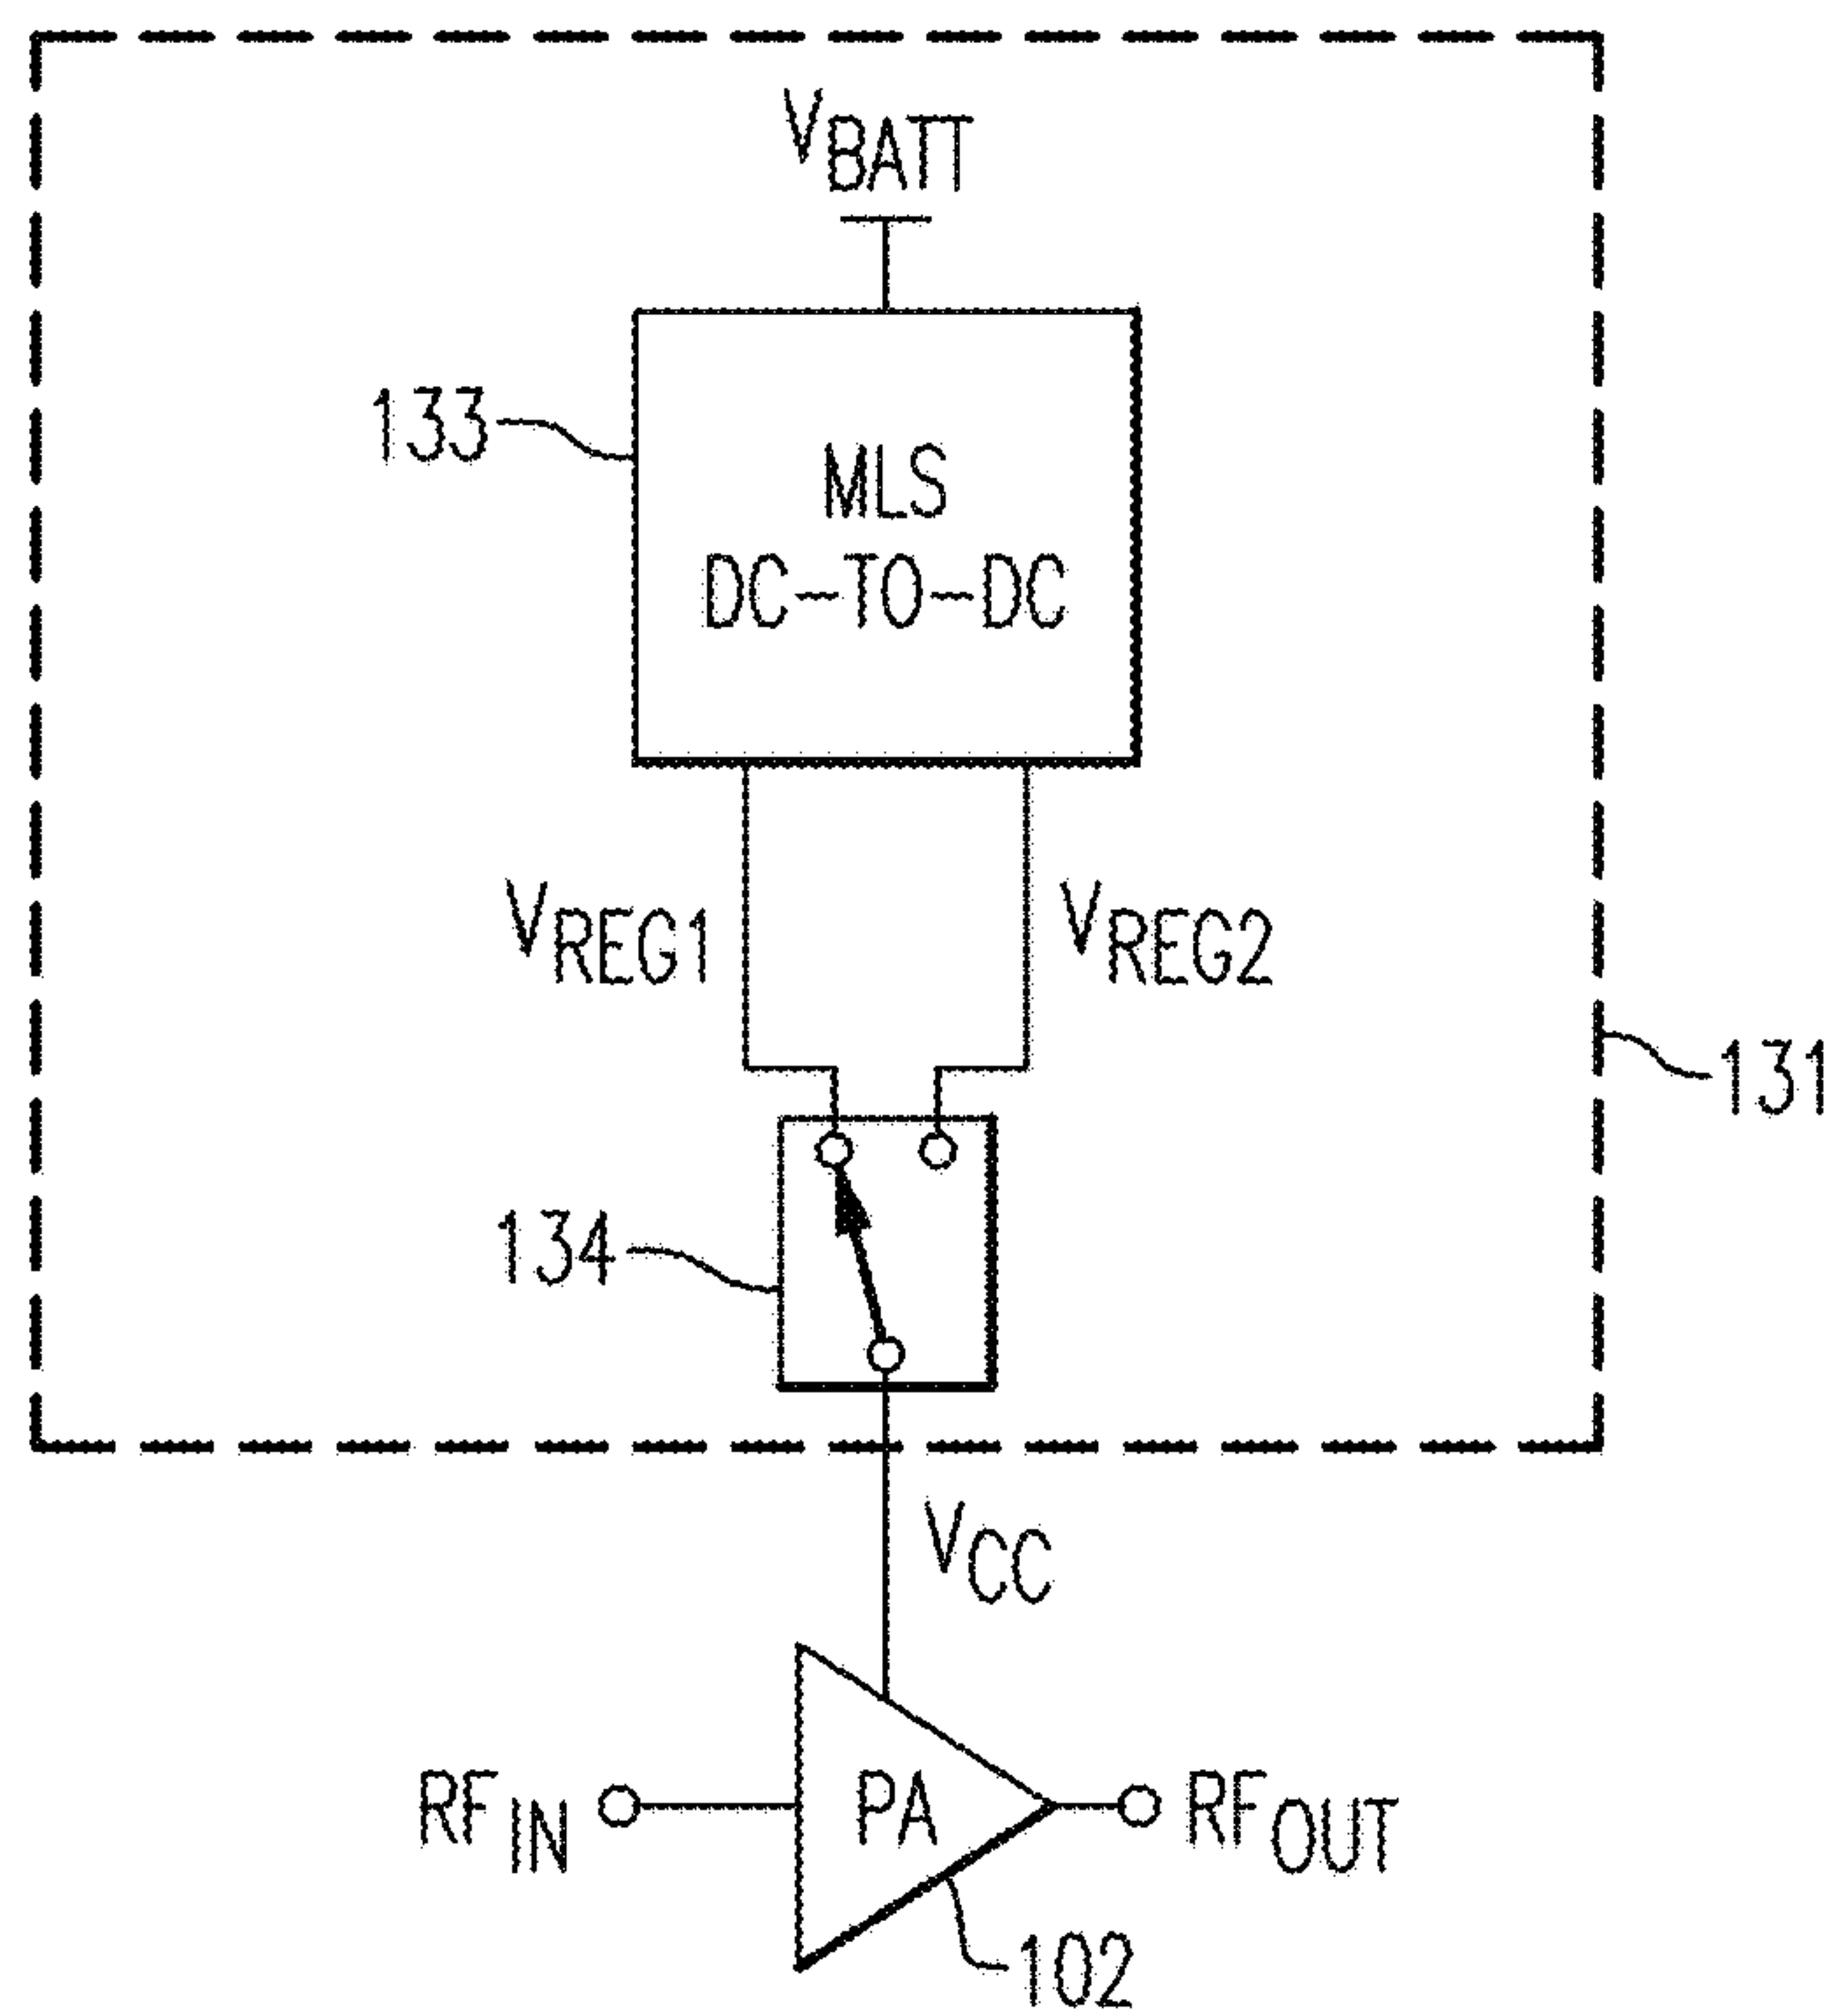 VBATT
133
MLS
DC-TO-DC
VREG1
VREG2
131
134
VCC
RFIN
PA
RFOUT
102